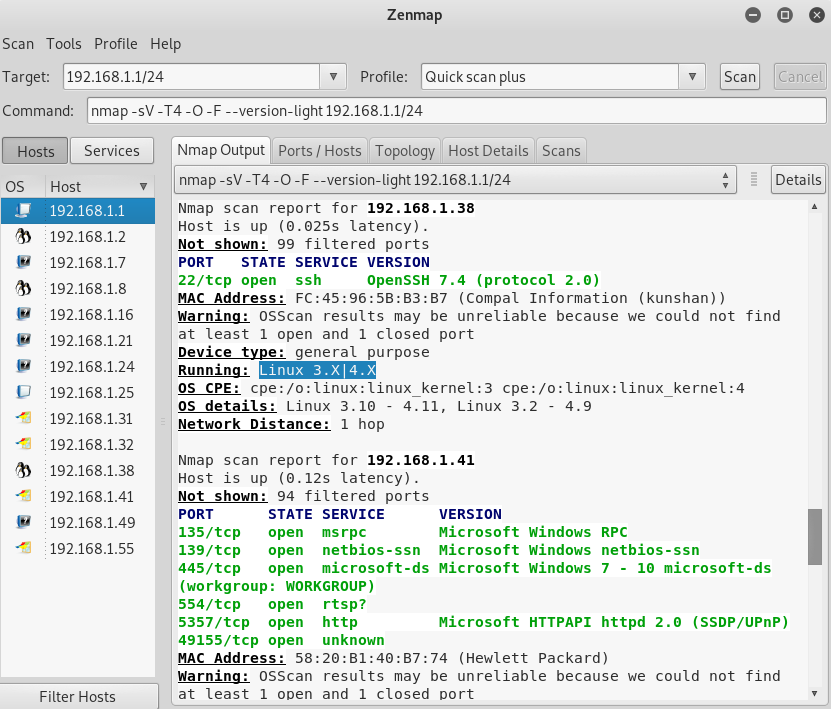 Zenmap
Scan Tools Profile Help
Target: 192.168.1.1/24 Profile: Quick scan plus Scan Cancel
Command: nmap -sV -T4 -O -F --version-light 192.168.1.1/24
Hosts Services
OS Host
192.168.1.1
192.168.1.2
192.168.1.7
192.168.1.8
192.168.1.16
192.168.1.21
192.168.1.24
192.168.1.25
192.168.1.31
192.168.1.32
192.168.1.38
192.168.1.41
192.168.1.49
192.168.1.55
Filter Hosts
Nmap Output Ports / Hosts Topology Host Details Scans
nmap -sV -T4 -O -F --version-light 192.168.1.1/24 Details
Nmap scan report for 192.168.1.38
Host is up (0.025s latency).
Not shown: 99 filtered ports
PORT   STATE SERVICE VERSION
22/tcp open  ssh     OpenSSH 7.4 (protocol 2.0)
MAC Address: FC:45:96:5B:B3:B7 (Compal Information (kunshan))
Warning: OSScan results may be unreliable because we could not find
at least 1 open and 1 closed port
Device type: general purpose
Running: Linux 3.X|4.X
OS CPE: cpe:/o:linux:linux_kernel:3 cpe:/o:linux:linux_kernel:4
OS details: Linux 3.10 - 4.11, Linux 3.2 - 4.9
Network Distance: 1 hop
Nmap scan report for 192.168.1.41
Host is up (0.12s latency).
Not shown: 94 filtered ports
PORT      STATE SERVICE      VERSION
135/tcp   open  msrpc        Microsoft Windows RPC
139/tcp   open  netbios-ssn  Microsoft Windows netbios-ssn
445/tcp   open  microsoft-ds Microsoft Windows 7 - 10 microsoft-ds
(workgroup: WORKGROUP)
554/tcp   open  rtsp?
5357/tcp  open  http         Microsoft HTTPAPI httpd 2.0 (SSDP/UPnP)
49155/tcp open  unknown
MAC Address: 58:20:B1:40:B7:74 (Hewlett Packard)
Warning: OSScan results may be unreliable because we could not find
at least 1 open and 1 closed port